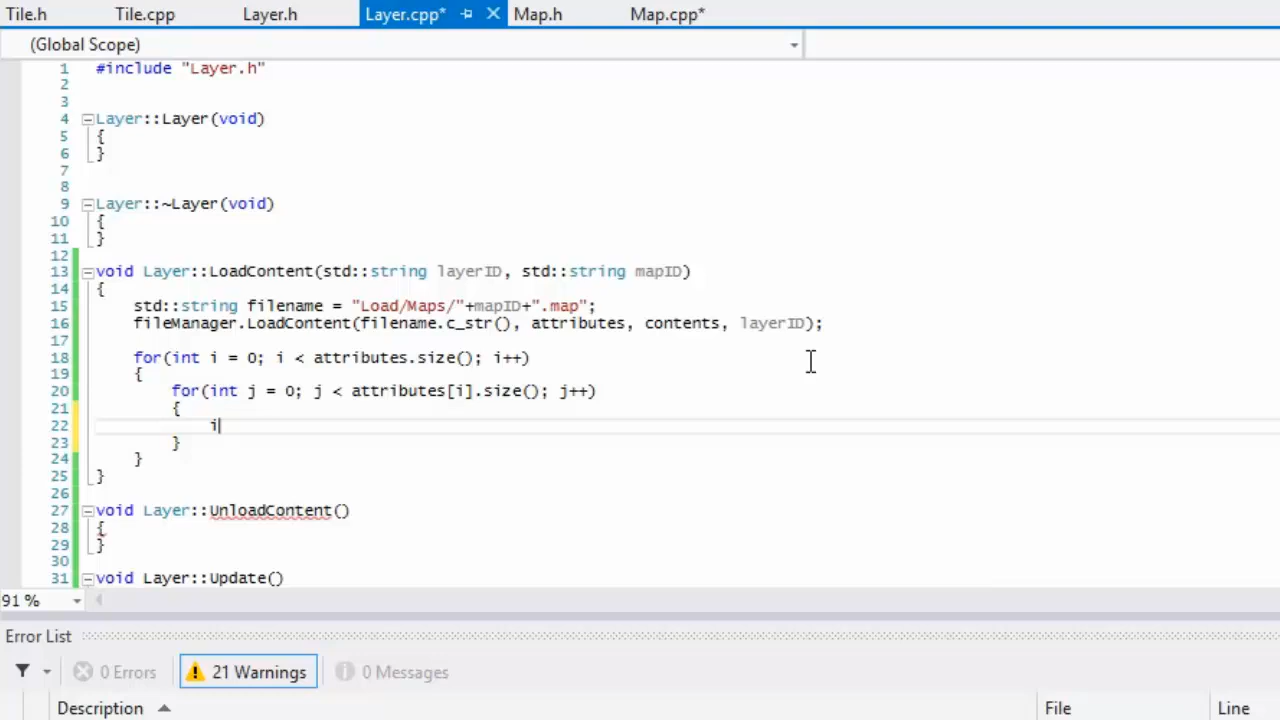 Tile.h Tile.cpp Layer.h Layer.cpp* Map.h Map.cpp*
(Global Scope)
1 #include "Layer.h"
2
3
4 Layer::Layer(void)
5 {
6 }
7
8
9 Layer::~Layer(void)
10 {
11 }
12
13 void Layer::LoadContent(std::string layerID, std::string mapID)
14 {
15 std::string filename = "Load/Maps/"+mapID+".map";
16 fileManager.LoadContent(filename.c_str(), attributes, contents, layerID);
17
18 for(int i = 0; i < attributes.size(); i++)
19 {
20 for(int j = 0; j < attributes[i].size(); j++)
21 {
22 i
23 }
24 }
25 }
26
27 void Layer::UnloadContent()
28 {
29 }
30
31 void Layer::Update()
91 %
Error List
0 Errors 21 Warnings 0 Messages
Description File Line